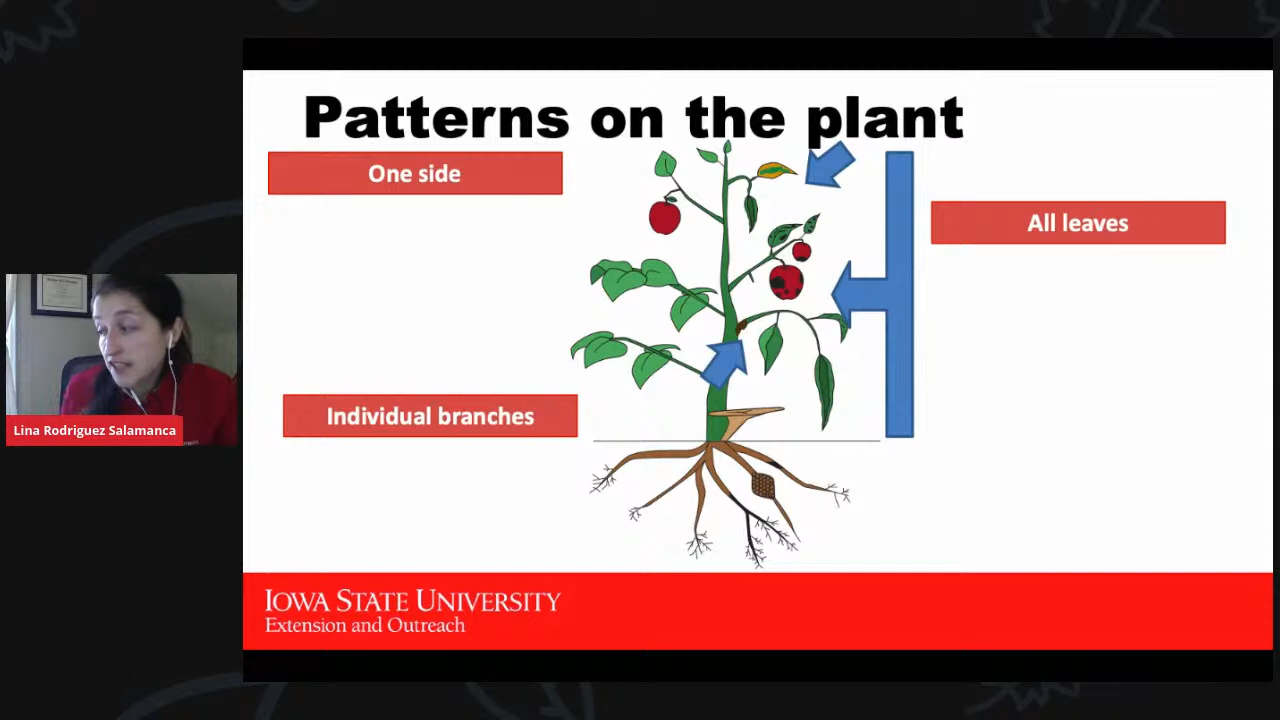 Patterns on the plant
One side
All leaves
Individual branches
Lina Rodriguez Salamanca
IOWA STATE UNIVERSITY
Extension and Outreach